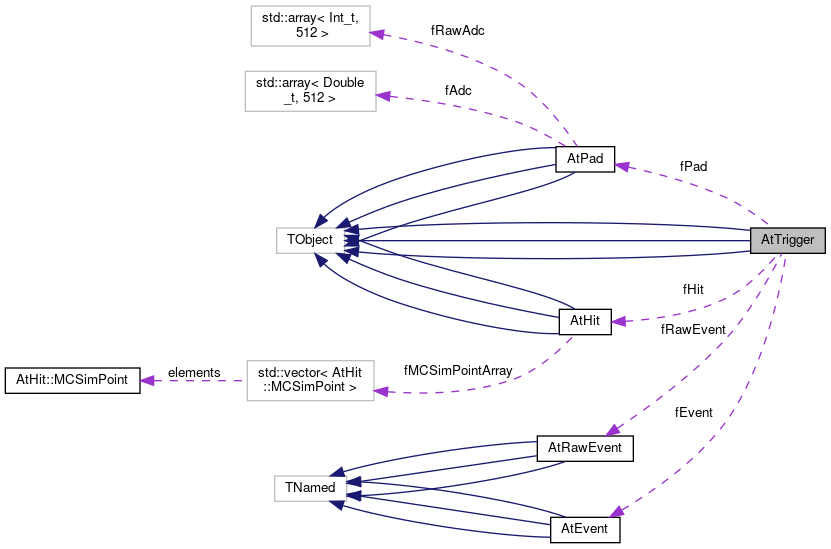 std::array< Int_t,
512 >
fRawAdc
std::array< Double
_t, 512 >
fAdc
AtPad
fPad
TObject
AtTrigger
fHit
AtHit
fRawEvent
AtHit::MCSimPoint
elements
std::vector< AtHit
::MCSimPoint >
fMCSimPointArray
fEvent
AtRawEvent
TNamed
AtEvent